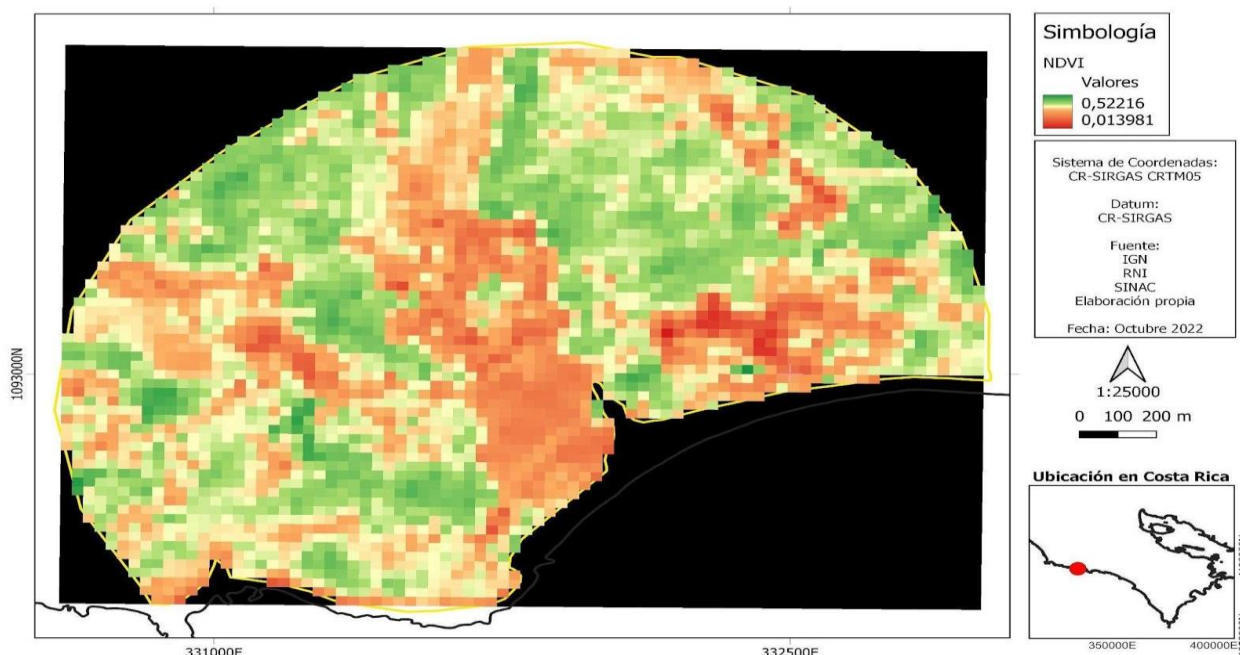 Simbología
NDVI
Valores
0,52216
0,013981
Sistema de Coordenadas:
CR-SIRGAS CRTM05
Datum:
CR-SIRGAS
Fuente:
IGN
RNI
SINAC
Elaboración propia
Fecha: Octubre 2022
1:25000
0 100 200 m
Ubicación en Costa Rica
350000E 400000E
1093000N
331000E 332500E